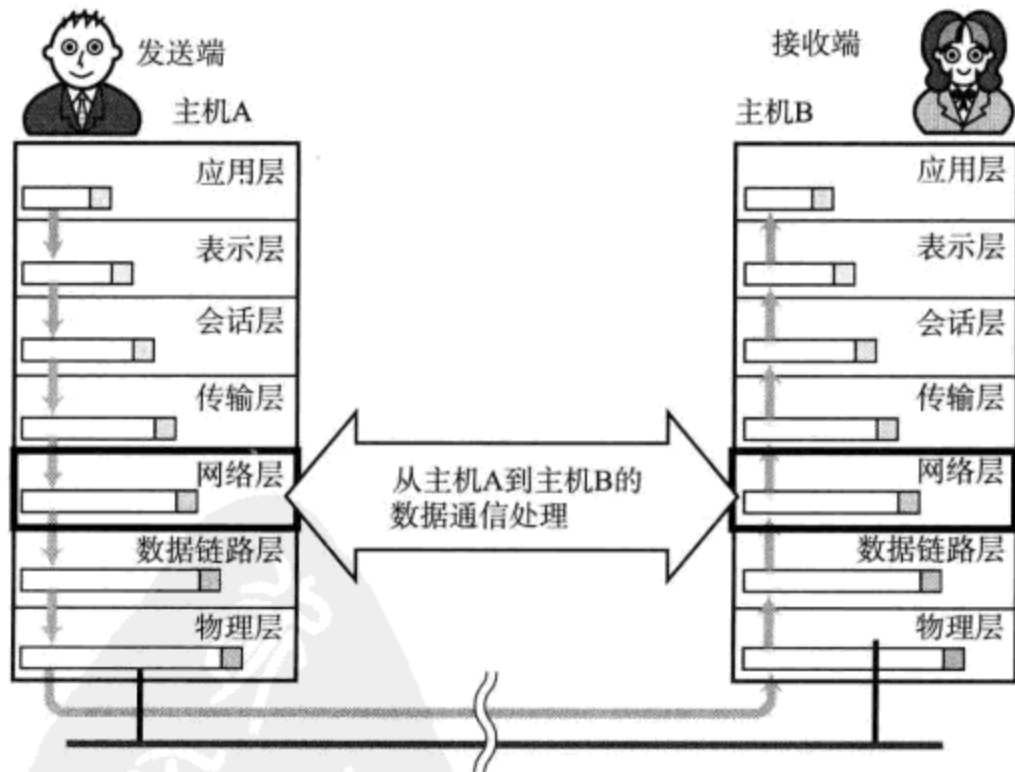 发送端
接收端
主机A
主机B
应用层
表示层
会话层
传输层
网络层
数据链路层
物理层
从主机A到主机B的
数据通信处理
应用层
表示层
会话层
传输层
网络层
数据链路层
物理层